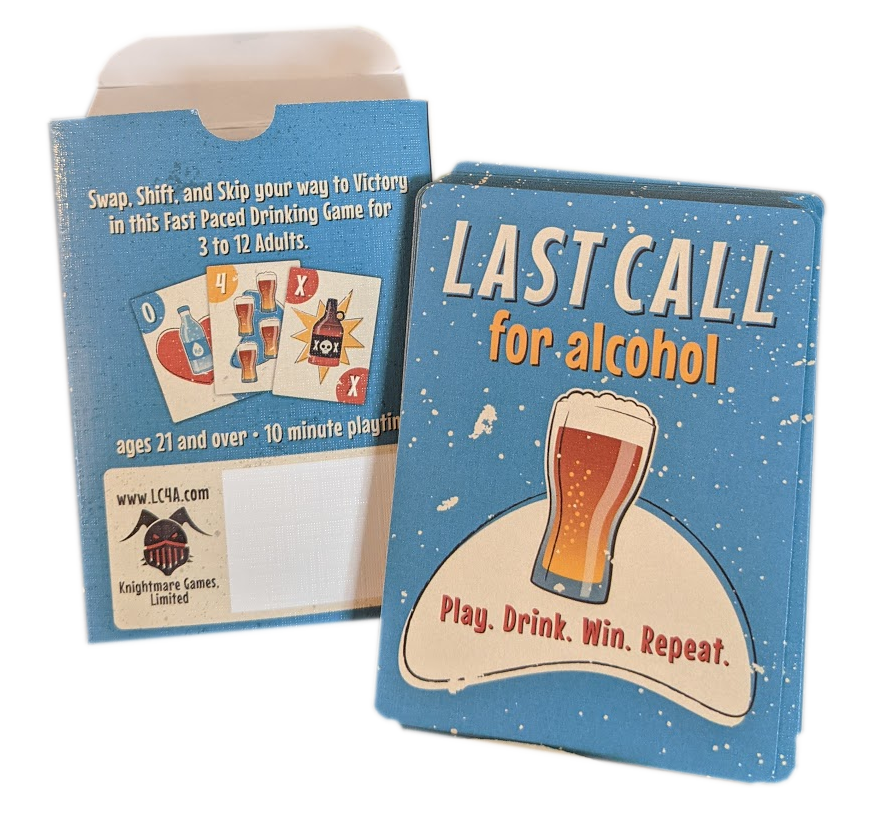 Swap, Shift, and Skip your way to Victory
in this Fast Paced Drinking Game for
3 to 12 Adults.
0
4
X
X X
X
ages 21 and over • 10 minute playtim
www.LC4A.com
Knightmare Games,
Limited
LAST CALL
for alcohol
Play. Drink. Win. Repeat.